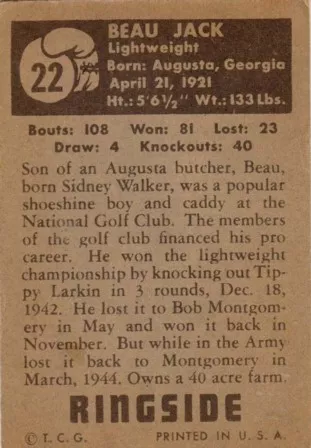 22
BEAU JACK
Lightweight
Born: Augusta, Georgia
April 21, 1921
Ht.: 5'6½" Wt.: 133 Lbs.
Bouts: 108 Won: 81 Lost: 23
Draw: 4 Knockouts: 40
Son of an Augusta butcher, Beau,
born Sidney Walker, was a popular
shoeshine boy and caddy at the
National Golf Club. The members
of the golf club financed his pro
career. He won the lightweight
championship by knocking out Tip-
py Larkin in 3 rounds, Dec. 18,
1942. He lost it to Bob Montgom-
ery in May and won it back in
November. But while in the Army
lost it back to Montgomery in
March, 1944. Owns a 40 acre farm.
RINGSIDE
© T. C. G. PRINTED IN U. S. A.